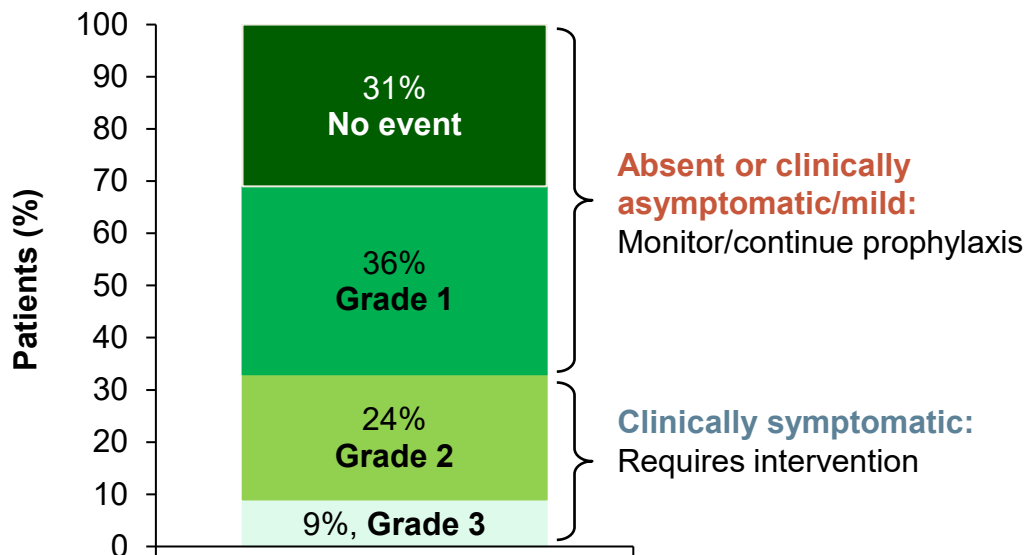 Patients (%)
100
90
80
70
60
50
40
30
20
10
0
31%
No event
36%
Grade 1
24%
Grade 2
9%, Grade 3
Absent or clinically
asymptomatic/mild:
Monitor/continue prophylaxis
Clinically symptomatic:
Requires intervention